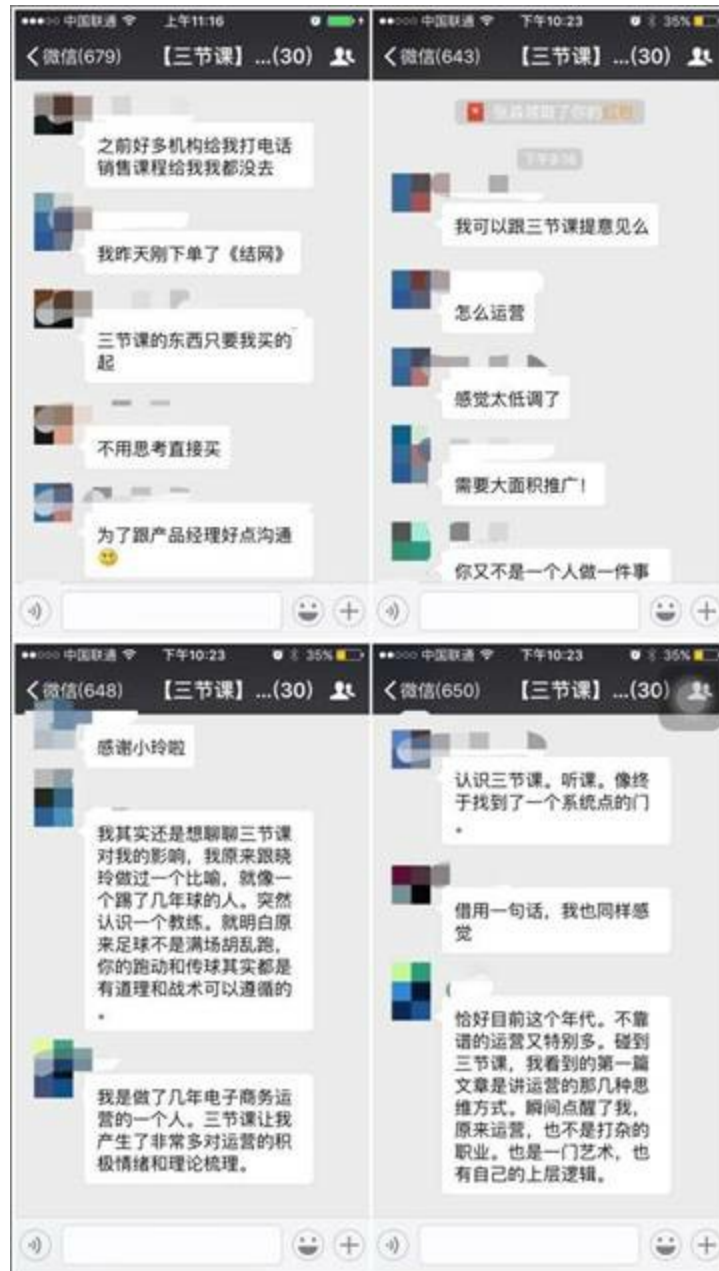 中国联通 上午11:16
微信(679) 【三节课】...(30)
之前好多机构给我打电话
销售课程给我我都没去
我昨天刚下单了《结网》
三节课的东西只要我买的
起
不用思考直接买
为了跟产品经理好点沟通
中国联通 下午10:23 35%
微信(643) 【三节课】...(30)
我可以跟三节课提意见么
怎么运营
感觉太低调了
需要大面积推广！
你又不是一个人做一件事
中国联通 下午10:23 35%
微信(648) 【三节课】...(30)
感谢小玲啦
我其实还是想聊聊三节课
对我的影响，我原来跟晓
玲做过一个比喻，就像一
个踢了几年球的人。突然
认识一个教练。就明白原
来足球不是满场胡乱跑，
你的跑动和传球其实都是
有道理和战术可以遵循的
。
我是做了几年电子商务运
营的一个人。三节课让我
产生了非常多对运营的积
极情绪和理论梳理。
中国联通 下午10:23 35%
微信(650) 【三节课】...(30)
认识三节课。听课。像终
于找到了一个系统点的门
。
借用一句话，我也同样感
觉
恰好目前这个年代。不靠
谱的运营又特别多。碰到
三节课，我看到的第一篇
文章是讲运营的那几种思
维方式。瞬间点醒了我，
原来运营，也不是打杂的
职业。也是一门艺术，也
有自己的上层逻辑。